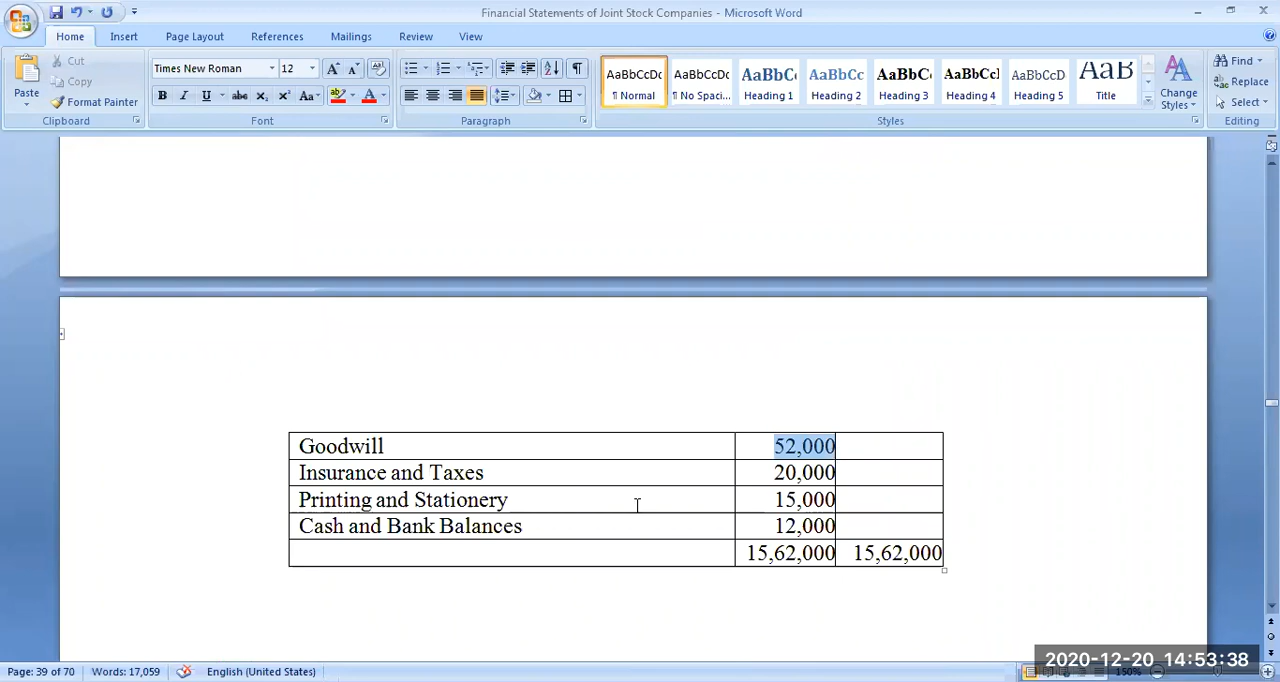 Financial Statements of Joint Stock Companies - Microsoft Word
Home Insert Page Layout References Mailings Review View
Paste
Cut
Copy
Format Painter
Clipboard
Times New Roman 12
Font
Paragraph
AaBbCcDc ¶ Normal
AaBbCcDc ¶ No Spaci...
AaBbC Heading 1
AaBbCc Heading 2
AaBbCc Heading 3
AaBbCcl Heading 4
AaBbCcD Heading 5
AaB Title
Change Styles
Styles
Find
Replace
Select
Editing
Goodwill 52,000
Insurance and Taxes 20,000
Printing and Stationery 15,000
Cash and Bank Balances 12,000
15,62,000 15,62,000
Page: 39 of 70 Words: 17,059 English (United States) 150%
2020-12-20 14:53:38